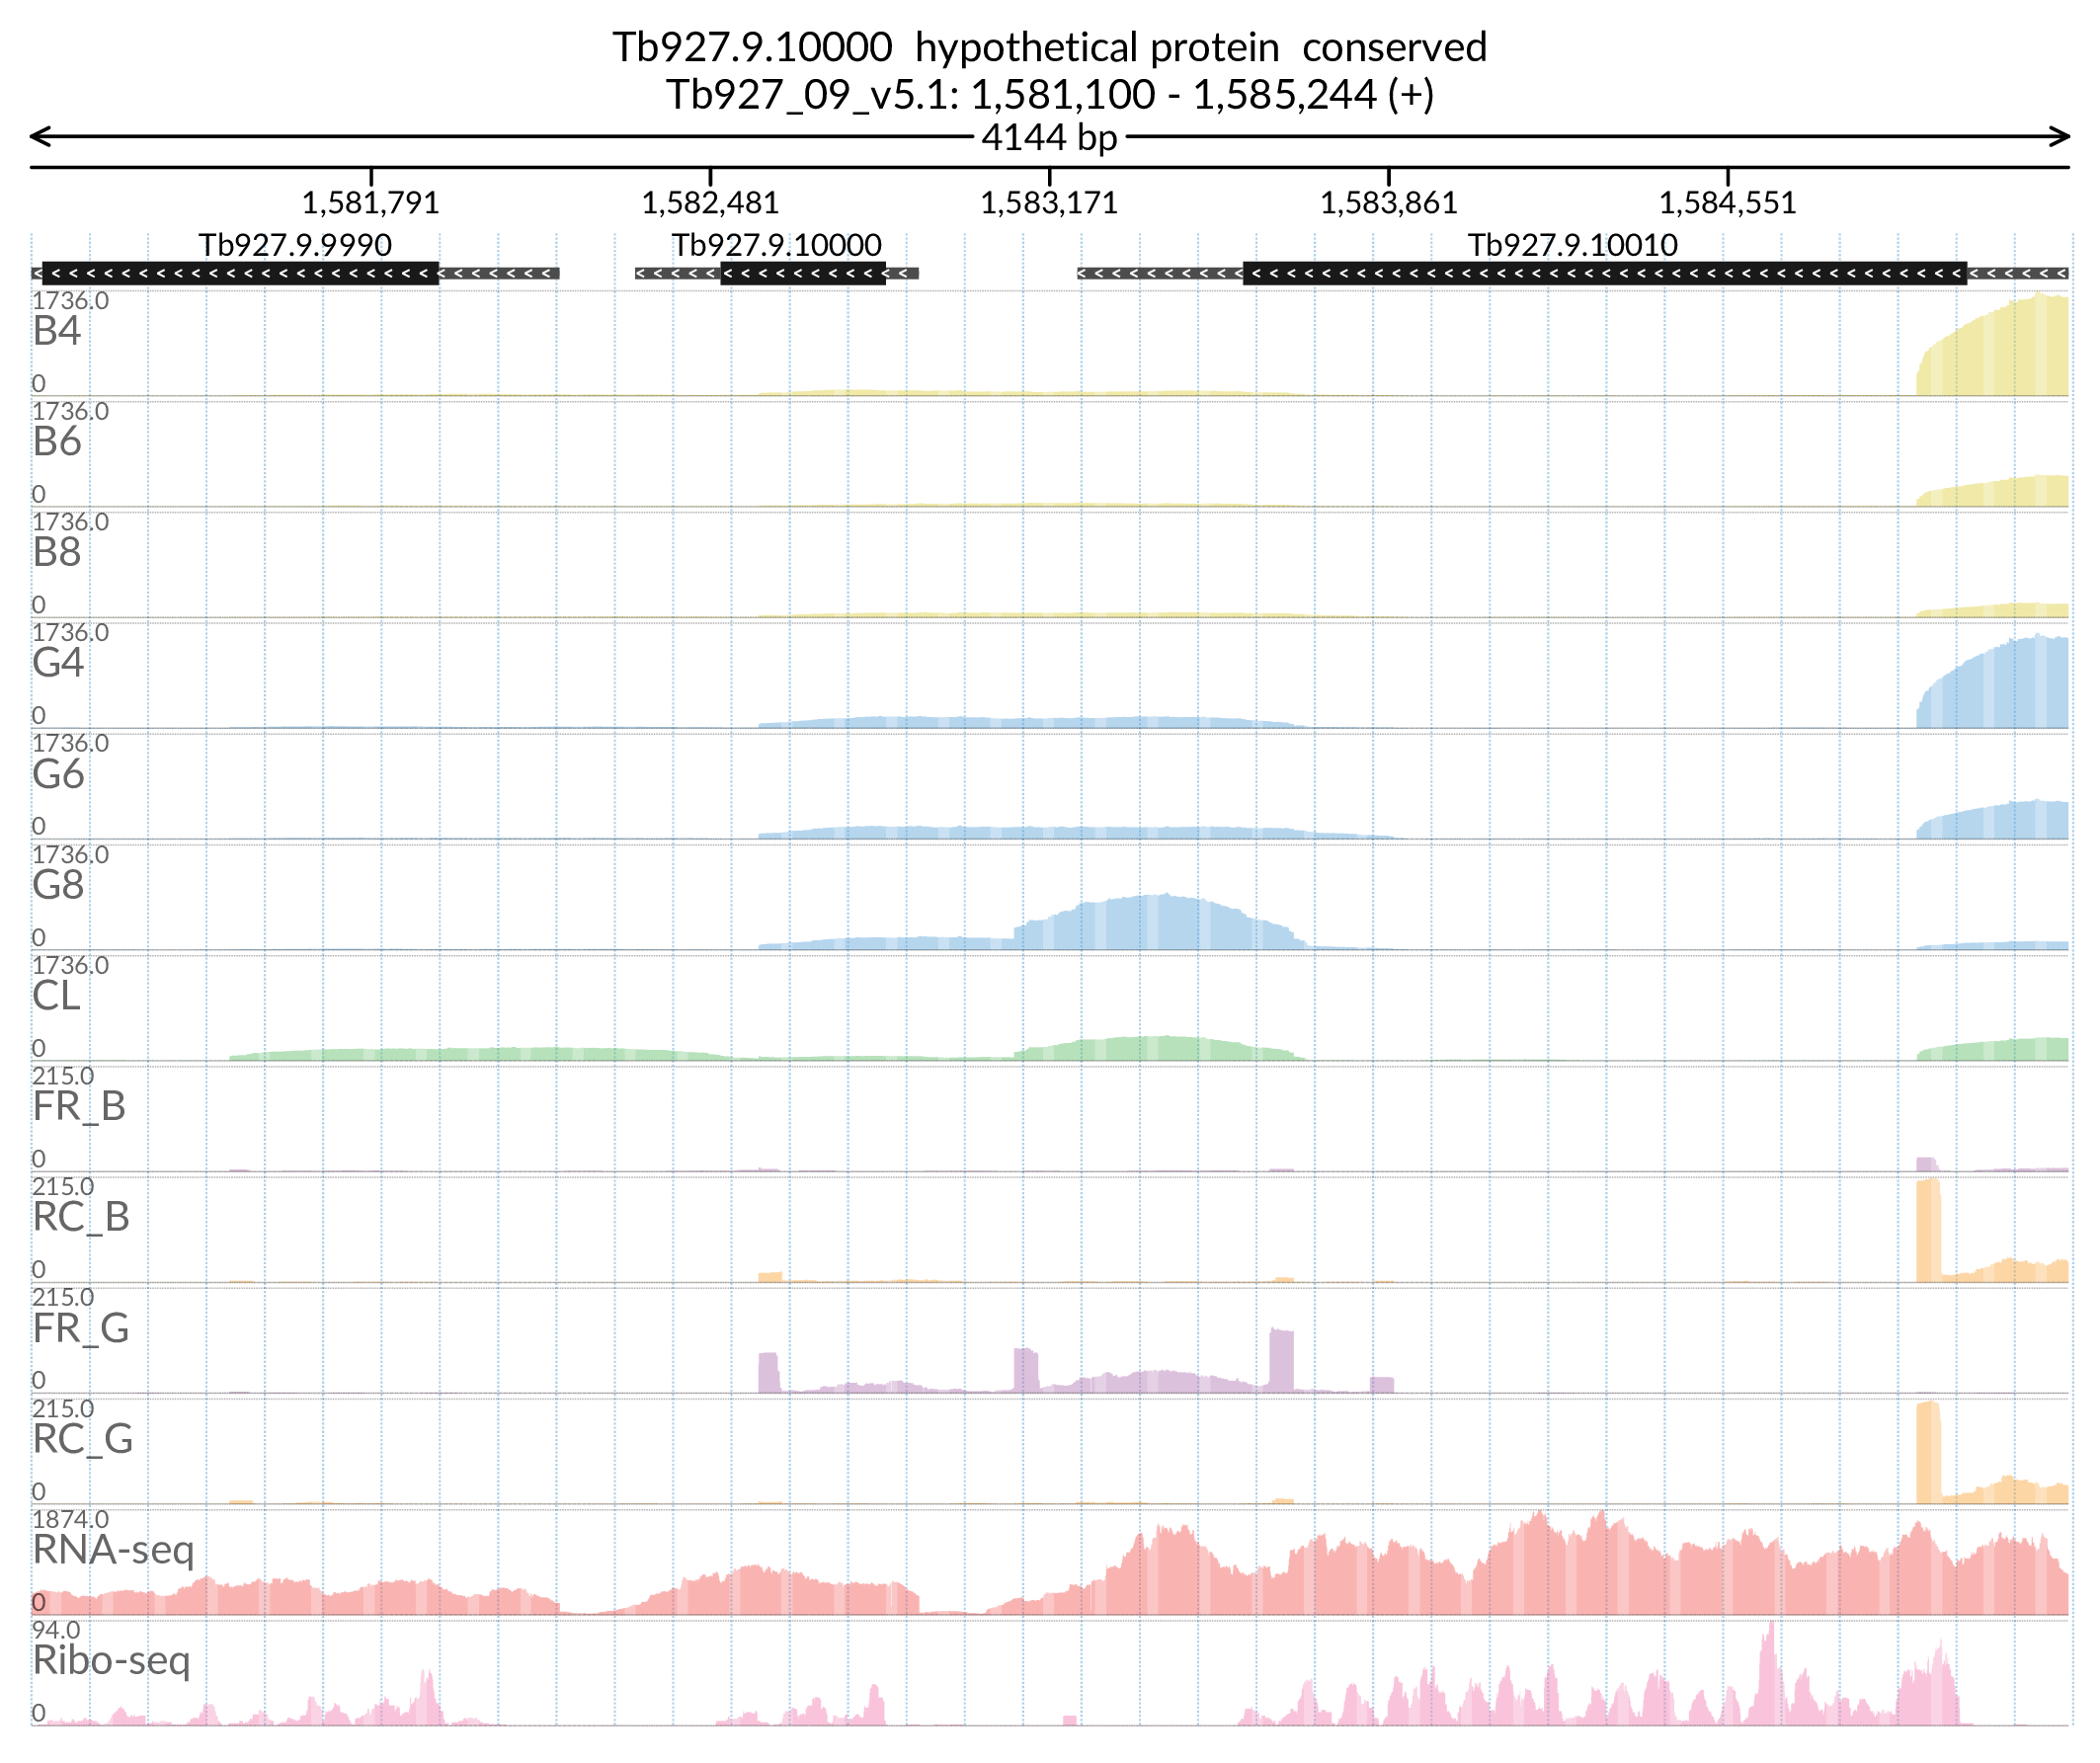 Tb927.9.10000  hypothetical protein  conserved
Tb927_09_v5.1: 1,581,100 - 1,585,244 (+)
4144 bp
1,581,791 1,582,481 1,583,171 1,583,861 1,584,551
Tb927.9.9990 Tb927.9.10000 Tb927.9.10010
1736.0
B4
0
1736.0
B6
0
1736.0
B8
0
1736.0
G4
0
1736.0
G6
0
1736.0
G8
0
1736.0
CL
0
215.0
FR_B
0
215.0
RC_B
0
215.0
FR_G
0
215.0
RC_G
0
1874.0
RNA-seq
0
94.0
Ribo-seq
0